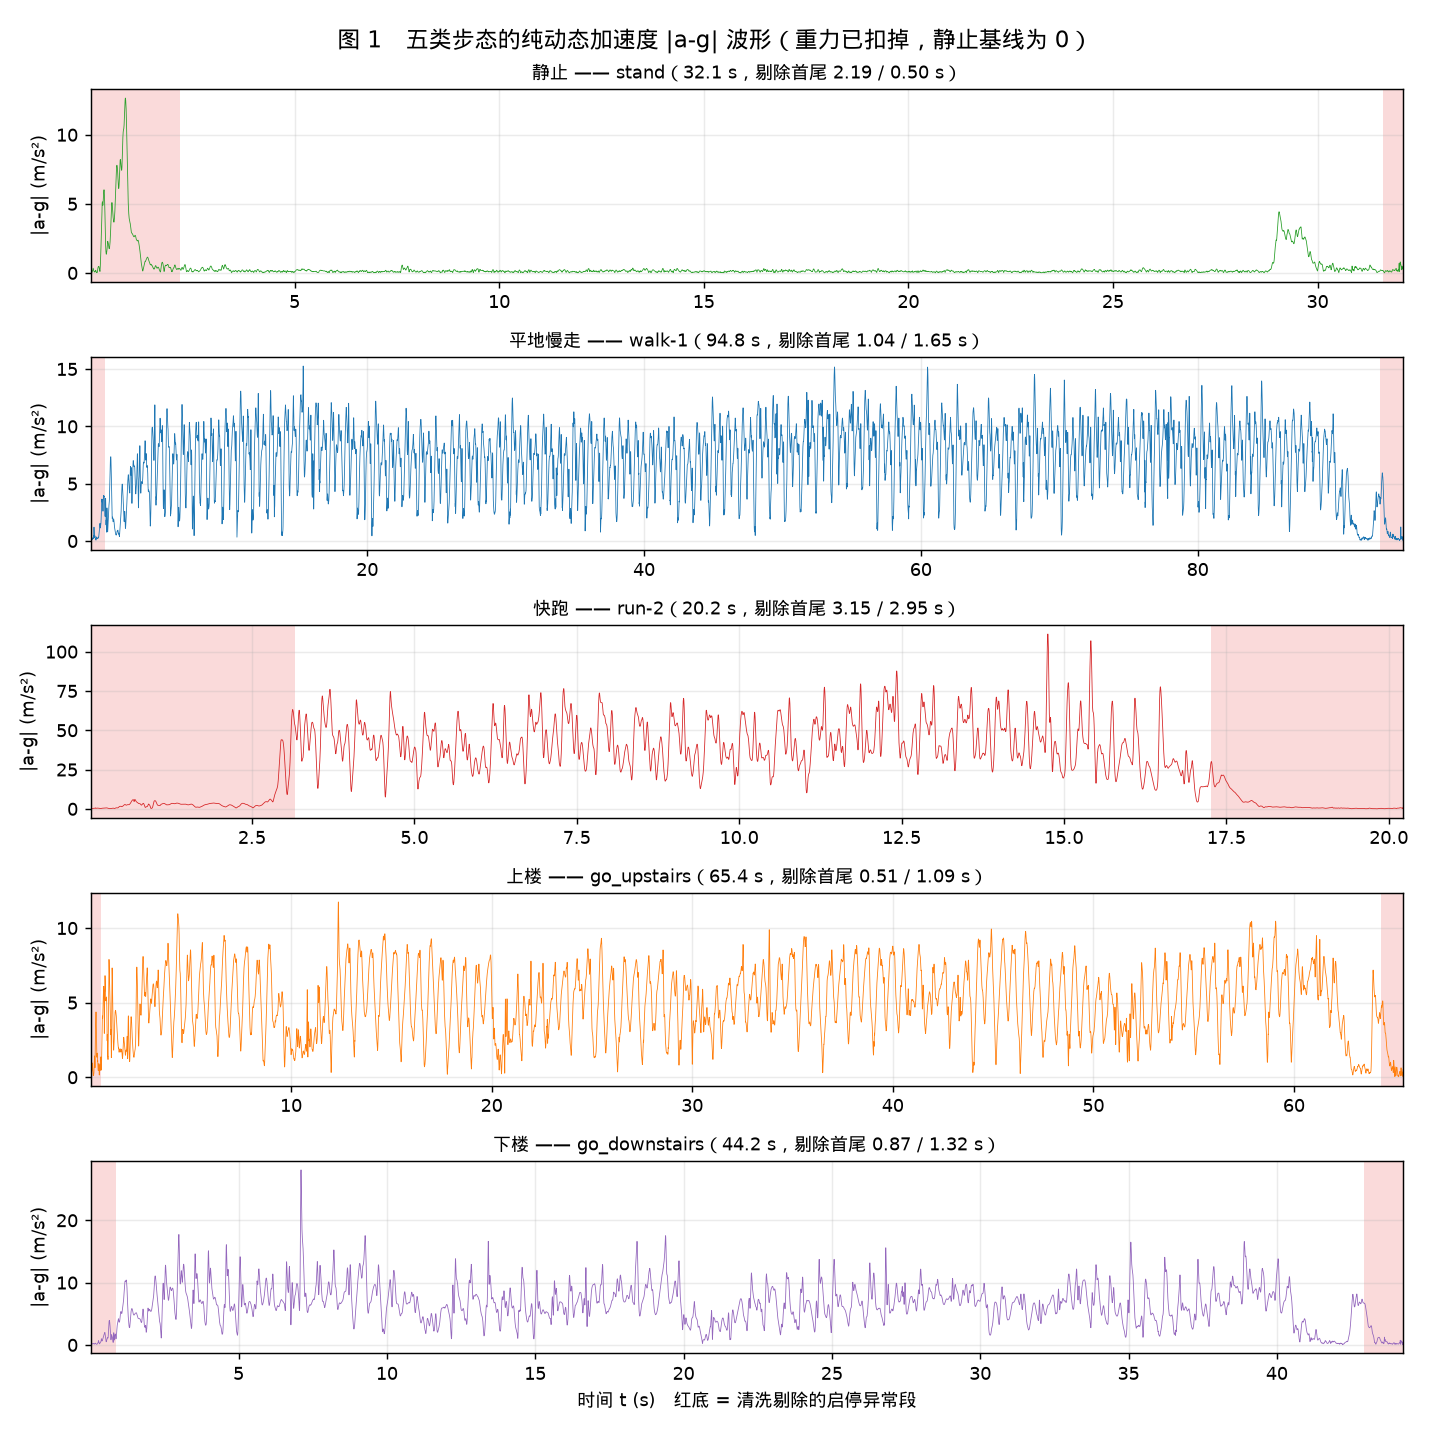 图 1　五类步态的纯动态加速度 |a-g| 波形（重力已扣掉，静止基线为 0）
静止 —— stand（32.1 s，剔除首尾 2.19 / 0.50 s）
|a-g| (m/s²)
10
5
0
5 10 15 20 25 30
平地慢走 —— walk-1（94.8 s，剔除首尾 1.04 / 1.65 s）
|a-g| (m/s²)
15
10
5
0
20 40 60 80
快跑 —— run-2（20.2 s，剔除首尾 3.15 / 2.95 s）
|a-g| (m/s²)
100
75
50
25
0
2.5 5.0 7.5 10.0 12.5 15.0 17.5 20.0
上楼 —— go_upstairs（65.4 s，剔除首尾 0.51 / 1.09 s）
|a-g| (m/s²)
10
5
0
10 20 30 40 50 60
下楼 —— go_downstairs（44.2 s，剔除首尾 0.87 / 1.32 s）
|a-g| (m/s²)
20
10
0
5 10 15 20 25 30 35 40
时间 t (s)　红底 = 清洗剔除的启停异常段